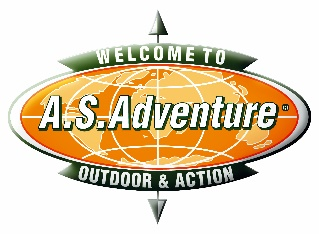 WELCOME TO
A.S.Adventure
OUTDOOR & ACTION